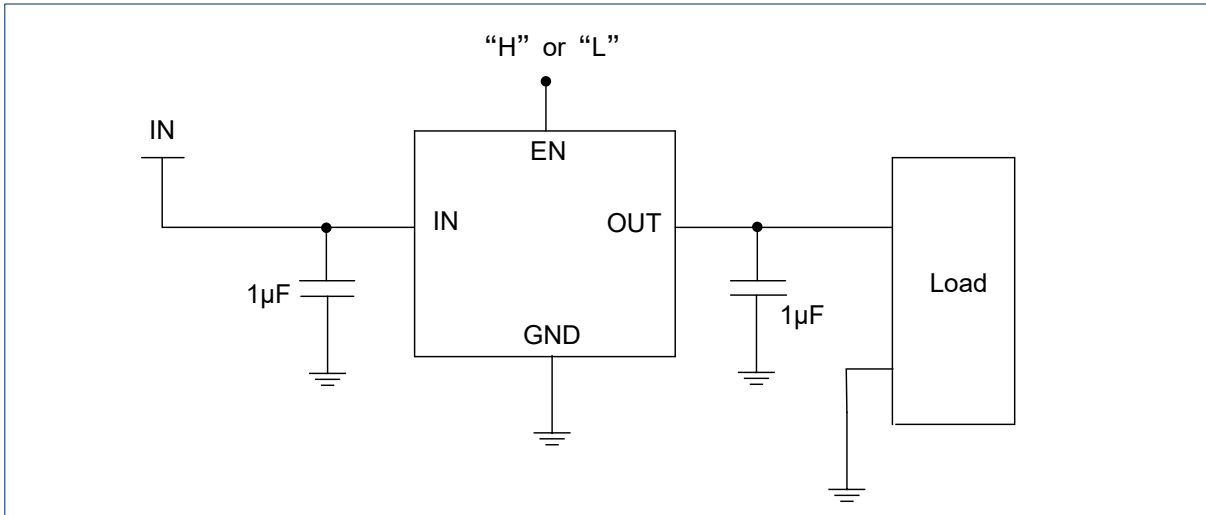 “H” or “L”
IN
EN
IN
OUT
Load
1µF
1µF
GND